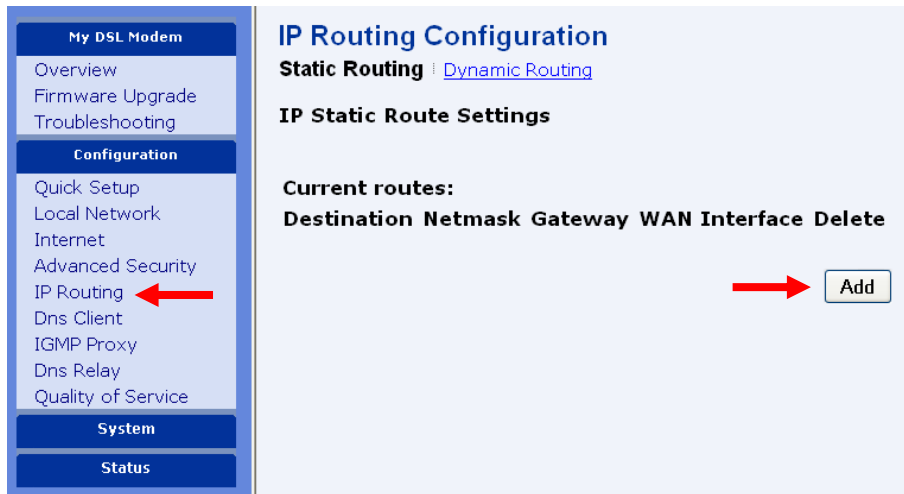 My DSL Modem
Overview
Firmware Upgrade
Troubleshooting
Configuration
Quick Setup
Local Network
Internet
Advanced Security
IP Routing
Dns Client
IGMP Proxy
Dns Relay
Quality of Service
System
Status
IP Routing Configuration
Static Routing | Dynamic Routing
IP Static Route Settings
Current routes:
Destination Netmask Gateway WAN Interface Delete
Add